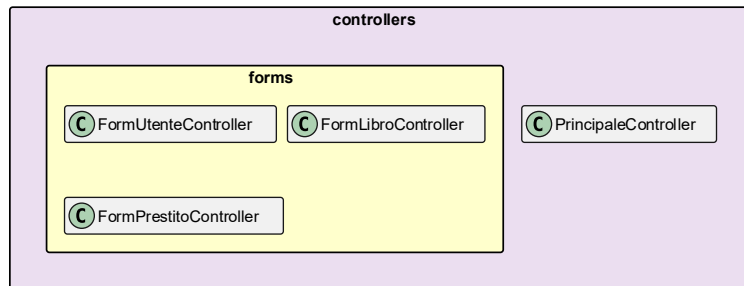 controllers
forms
C FormUtenteController
C FormLibroController
C PrincipaleController
C FormPrestitoController